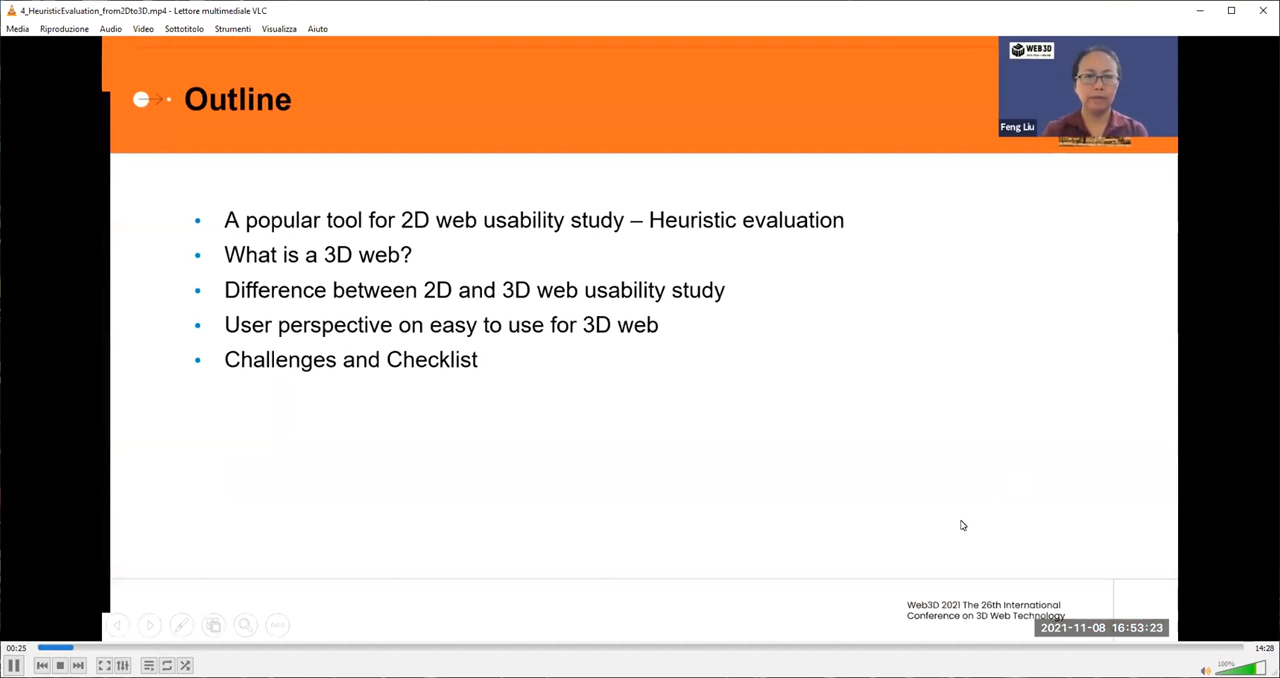 4_HeuristicEvaluation_from2Dto3D.mp4 - Lettore multimediale VLC
Media Riproduzione Audio Video Sottotitolo Strumenti Visualizza Aiuto
Outline
WEB3D
Feng Liu
• A popular tool for 2D web usability study – Heuristic evaluation
• What is a 3D web?
• Difference between 2D and 3D web usability study
• User perspective on easy to use for 3D web
• Challenges and Checklist
Web3D 2021 The 26th International
Conference on 3D Web Technology
2021-11-08 16:53:23
00:25
14:28
100%